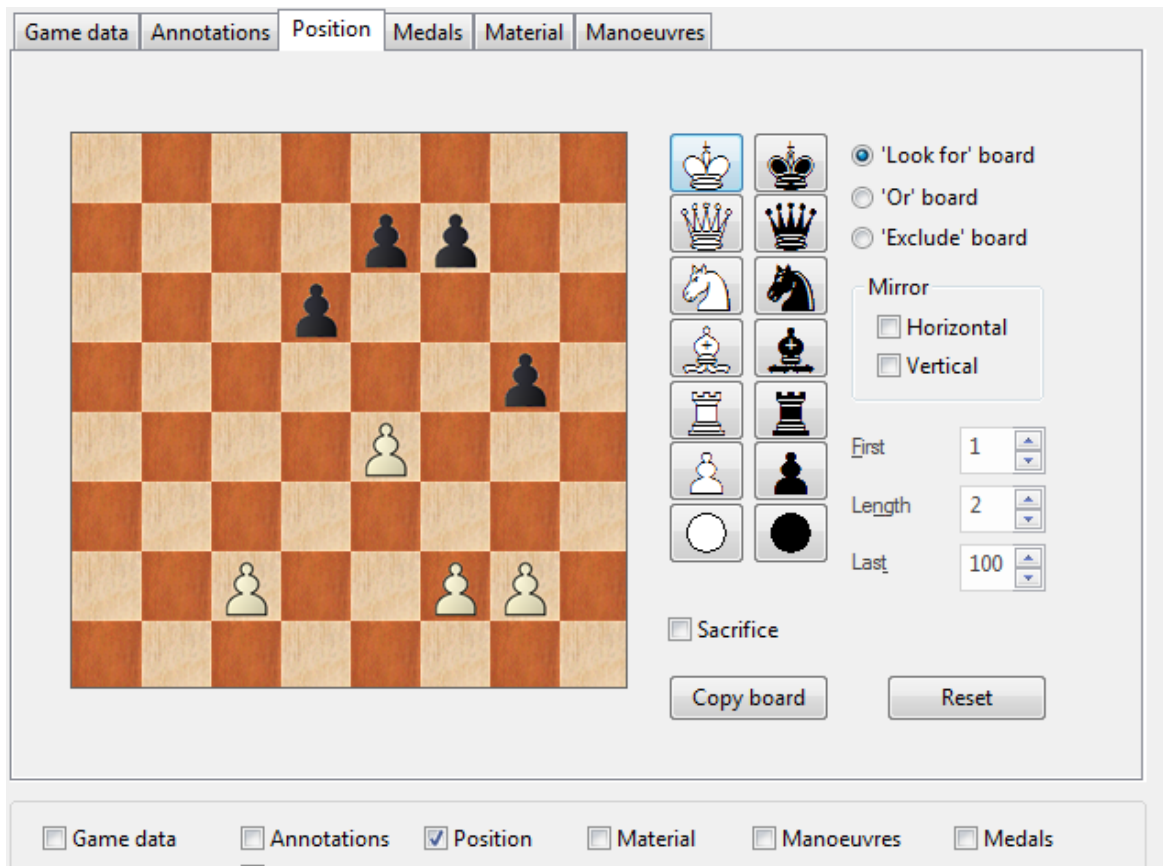 Game data Annotations Position Medals Material Manoeuvres
'Look for' board
'Or' board
'Exclude' board
Mirror
Horizontal
Vertical
First 1
Length 2
Last 100
Sacrifice
Copy board Reset
Game data Annotations Position Material Manoeuvres Medals